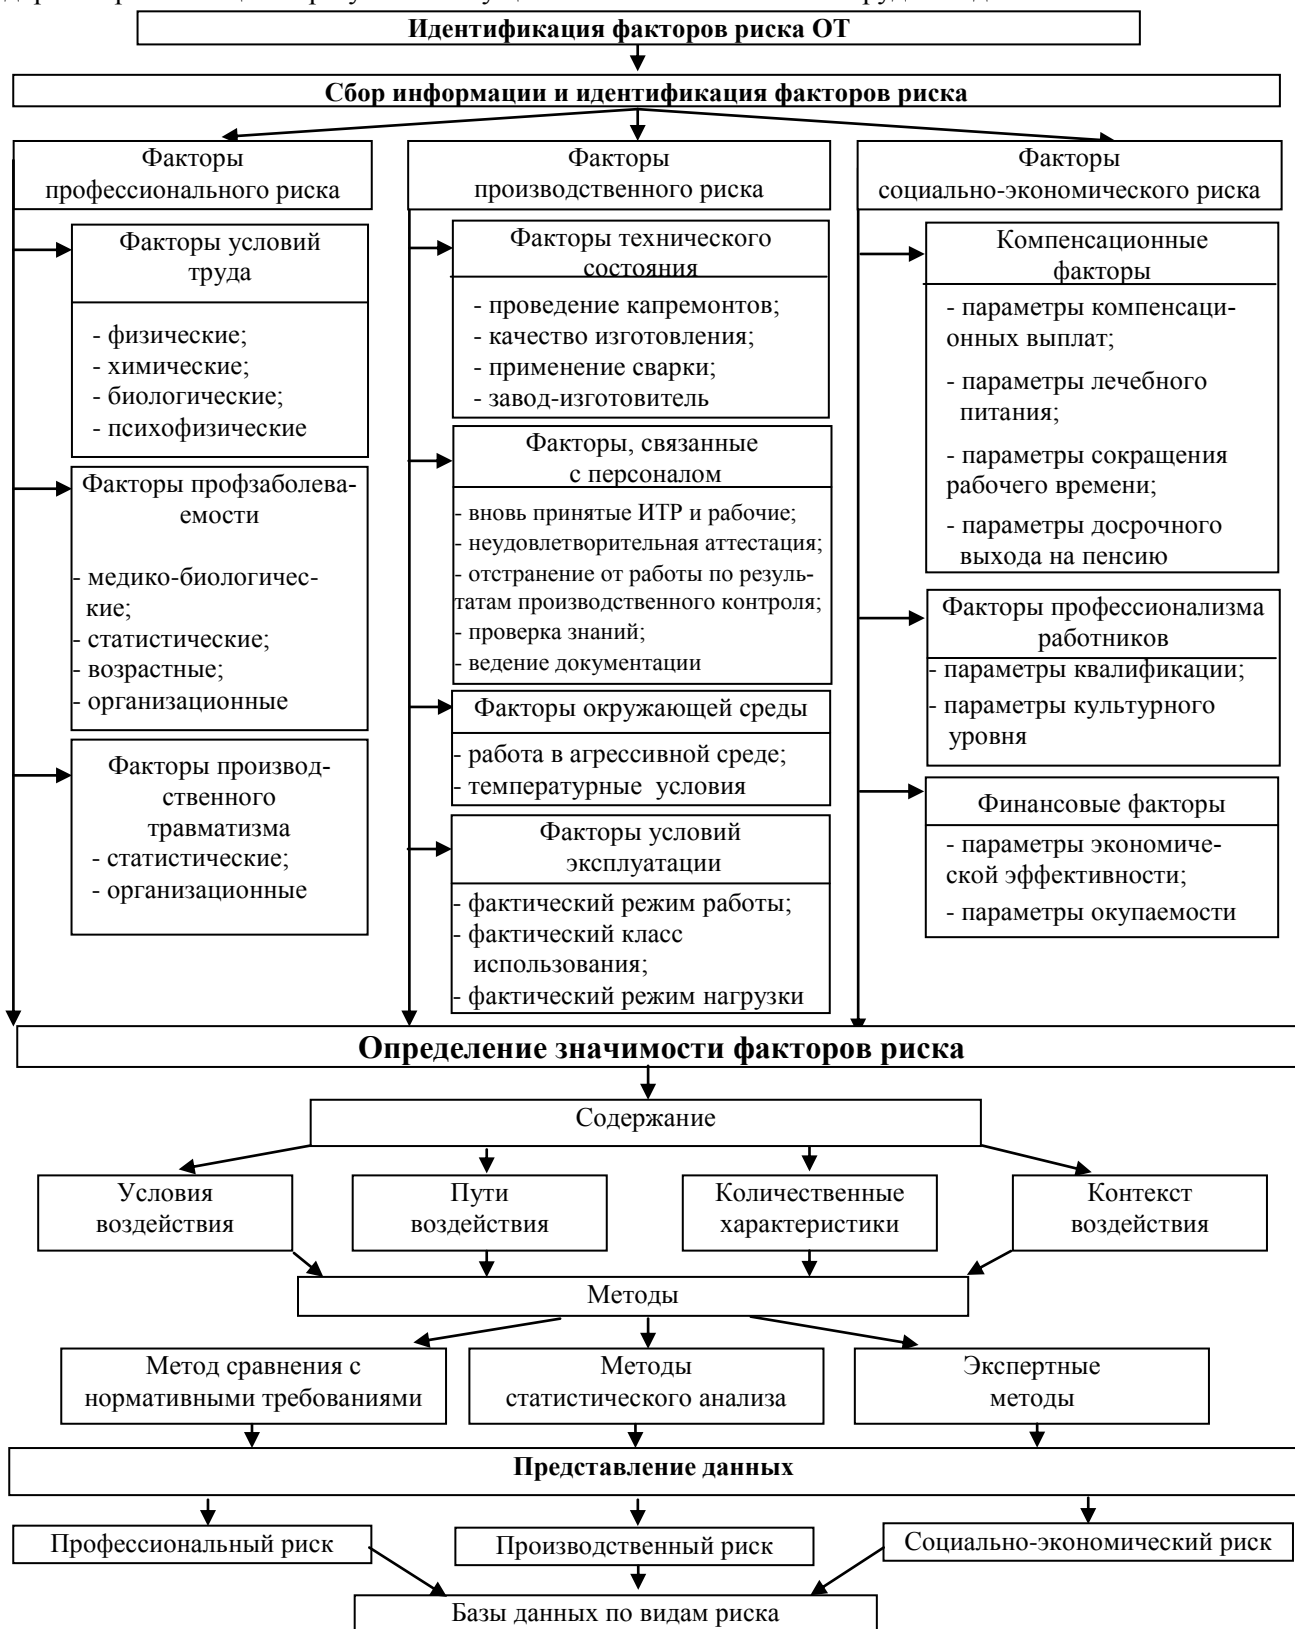 Идентификация факторов риска ОТ
Сбор информации и идентификация факторов риска
Факторы
профессионального риска
Факторы условий
труда
- физические;
- химические;
- биологические;
- психофизические
Факторы профзаболева-
емости
- медико-биологичес-
кие;
- статистические;
- возрастные;
- организационные
Факторы производ-
ственного
травматизма
- статистические;
- организационные
Факторы
производственного риска
Факторы технического
состояния
- проведение капремонтов;
- качество изготовления;
- применение сварки;
- завод-изготовитель
Факторы, связанные
с персоналом
- вновь принятые ИТР и рабочие;
- неудовлетворительная аттестация;
- отстранение от работы по резуль-
татам производственного контроля;
- проверка знаний;
- ведение документации
Факторы окружающей среды
- работа в агрессивной среде;
- температурные условия
Факторы условий
эксплуатации
- фактический режим работы;
- фактический класс
использования;
- фактический режим нагрузки
Факторы
социально-экономического риска
Компенсационные
факторы
- параметры компенсаци-
онных выплат;
- параметры лечебного
питания;
- параметры сокращения
рабочего времени;
- параметры досрочного
выхода на пенсию
Факторы профессионализма
работников
- параметры квалификации;
- параметры культурного
уровня
Финансовые факторы
- параметры экономиче-
ской эффективности;
- параметры окупаемости
Определение значимости факторов риска
Содержание
Условия
воздействия
Пути
воздействия
Количественные
характеристики
Контекст
воздействия
Методы
Метод сравнения с
нормативными требованиями
Методы
статистического анализа
Экспертные
методы
Представление данных
Профессиональный риск
Производственный риск
Социально-экономический риск
Базы данных по видам риска